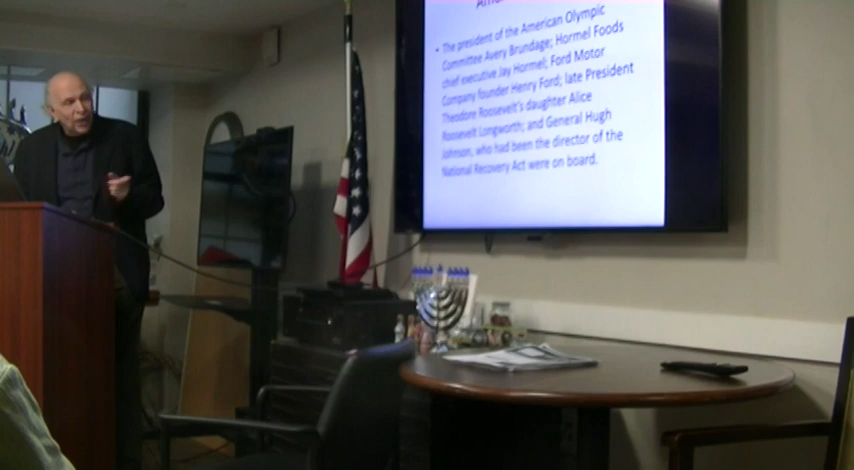 • The president of the American Olympic
Committee Avery Brundage; Hormel Foods
chief executive Jay Hormel; Ford Motor
Company founder Henry Ford; late President
Theodore Roosevelt's daughter Alice
Roosevelt Longworth; and General Hugh
Johnson, who had been the director of the
National Recovery Act were on board.